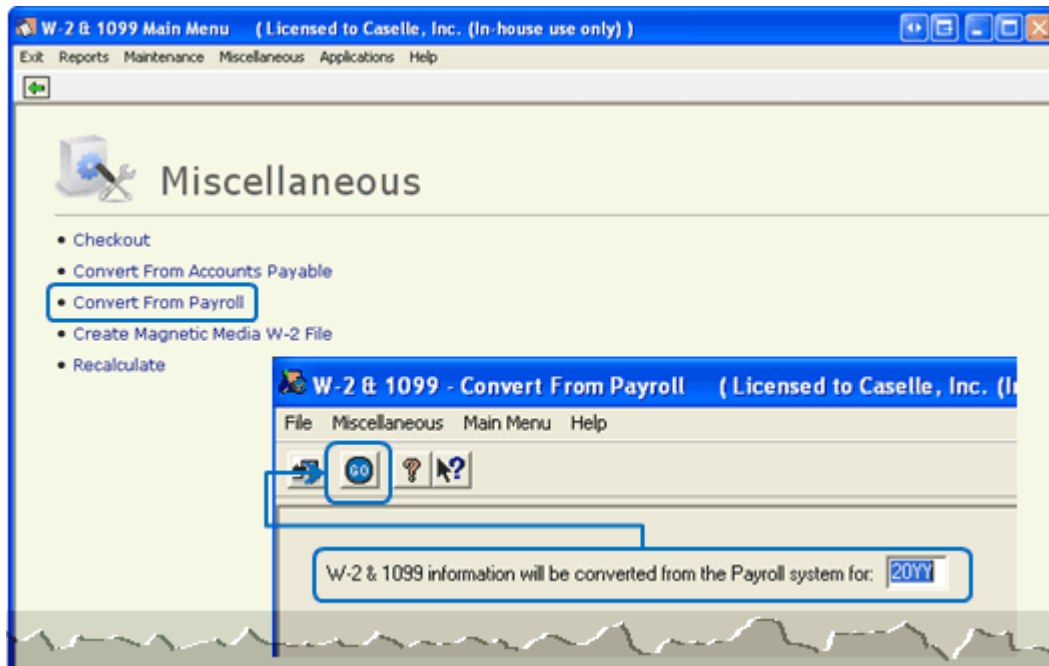 W-2 & 1099 Main Menu (Licensed to Caselle, Inc. (In-house use only) )
Exit Reports Maintenance Miscellaneous Applications Help
Miscellaneous
• Checkout
• Convert From Accounts Payable
• Convert From Payroll
• Create Magnetic Media W-2 File
• Recalculate
W-2 & 1099 - Convert From Payroll (Licensed to Caselle, Inc. (I
File Miscellaneous Main Menu Help
GO ? ?
W-2 & 1099 information will be converted from the Payroll system for: 20YY